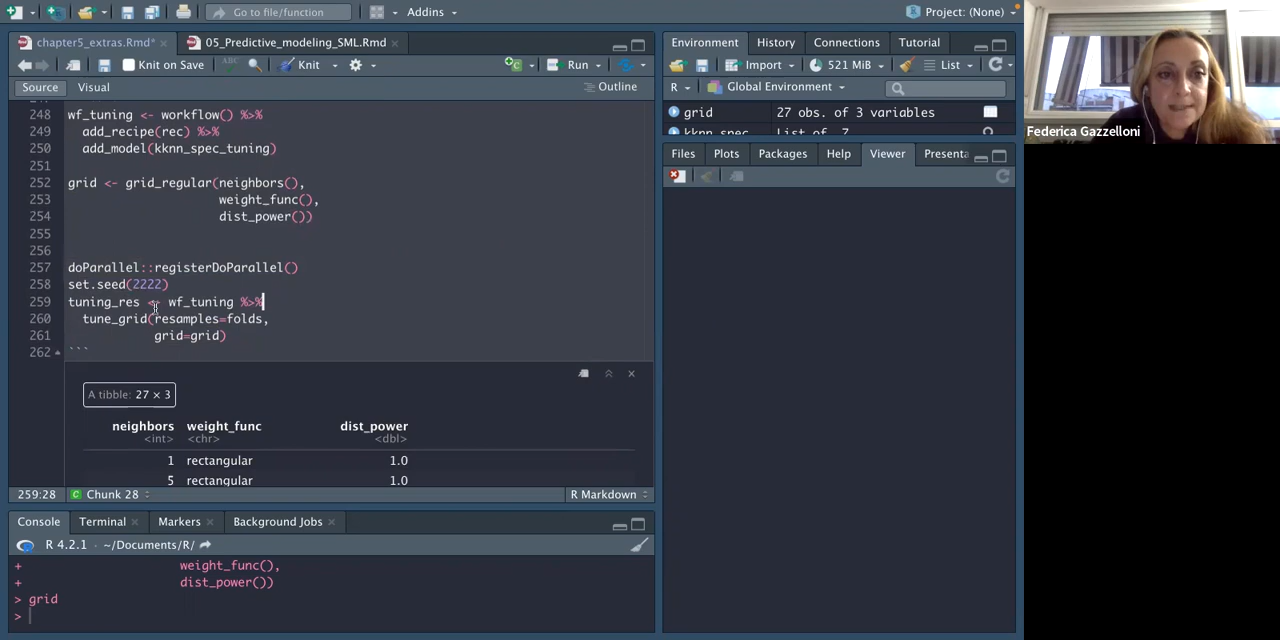 Go to file/function
Addins
Project: (None)
chapter5_extras.Rmd*
05_Predictive_modeling_SML.Rmd
Knit on Save
ABC
Knit
Run
Source
Visual
Outline
248 wf_tuning <- workflow() %>%
249 add_recipe(rec) %>%
250 add_model(kknn_spec_tuning)
251
252 grid <- grid_regular(neighbors(),
253 weight_func(),
254 dist_power())
255
256
257 doParallel::registerDoParallel()
258 set.seed(2222)
259 tuning_res <- wf_tuning %>%
260 tune_grid(resamples=folds,
261 grid=grid)
262 ```
A tibble: 27 × 3
neighbors weight_func dist_power
<int> <chr> <dbl>
1 rectangular 1.0
5 rectangular 1.0
259:28
Chunk 28
R Markdown
Console
Terminal
Markers
Background Jobs
R 4.2.1 · ~/Documents/R/
+ weight_func(),
+ dist_power())
> grid
>
Environment
History
Connections
Tutorial
Import
521 MiB
List
R
Global Environment
grid 27 obs. of 3 variables
kknn_spec List of 7
Files
Plots
Packages
Help
Viewer
Presenta
Federica Gazzelloni